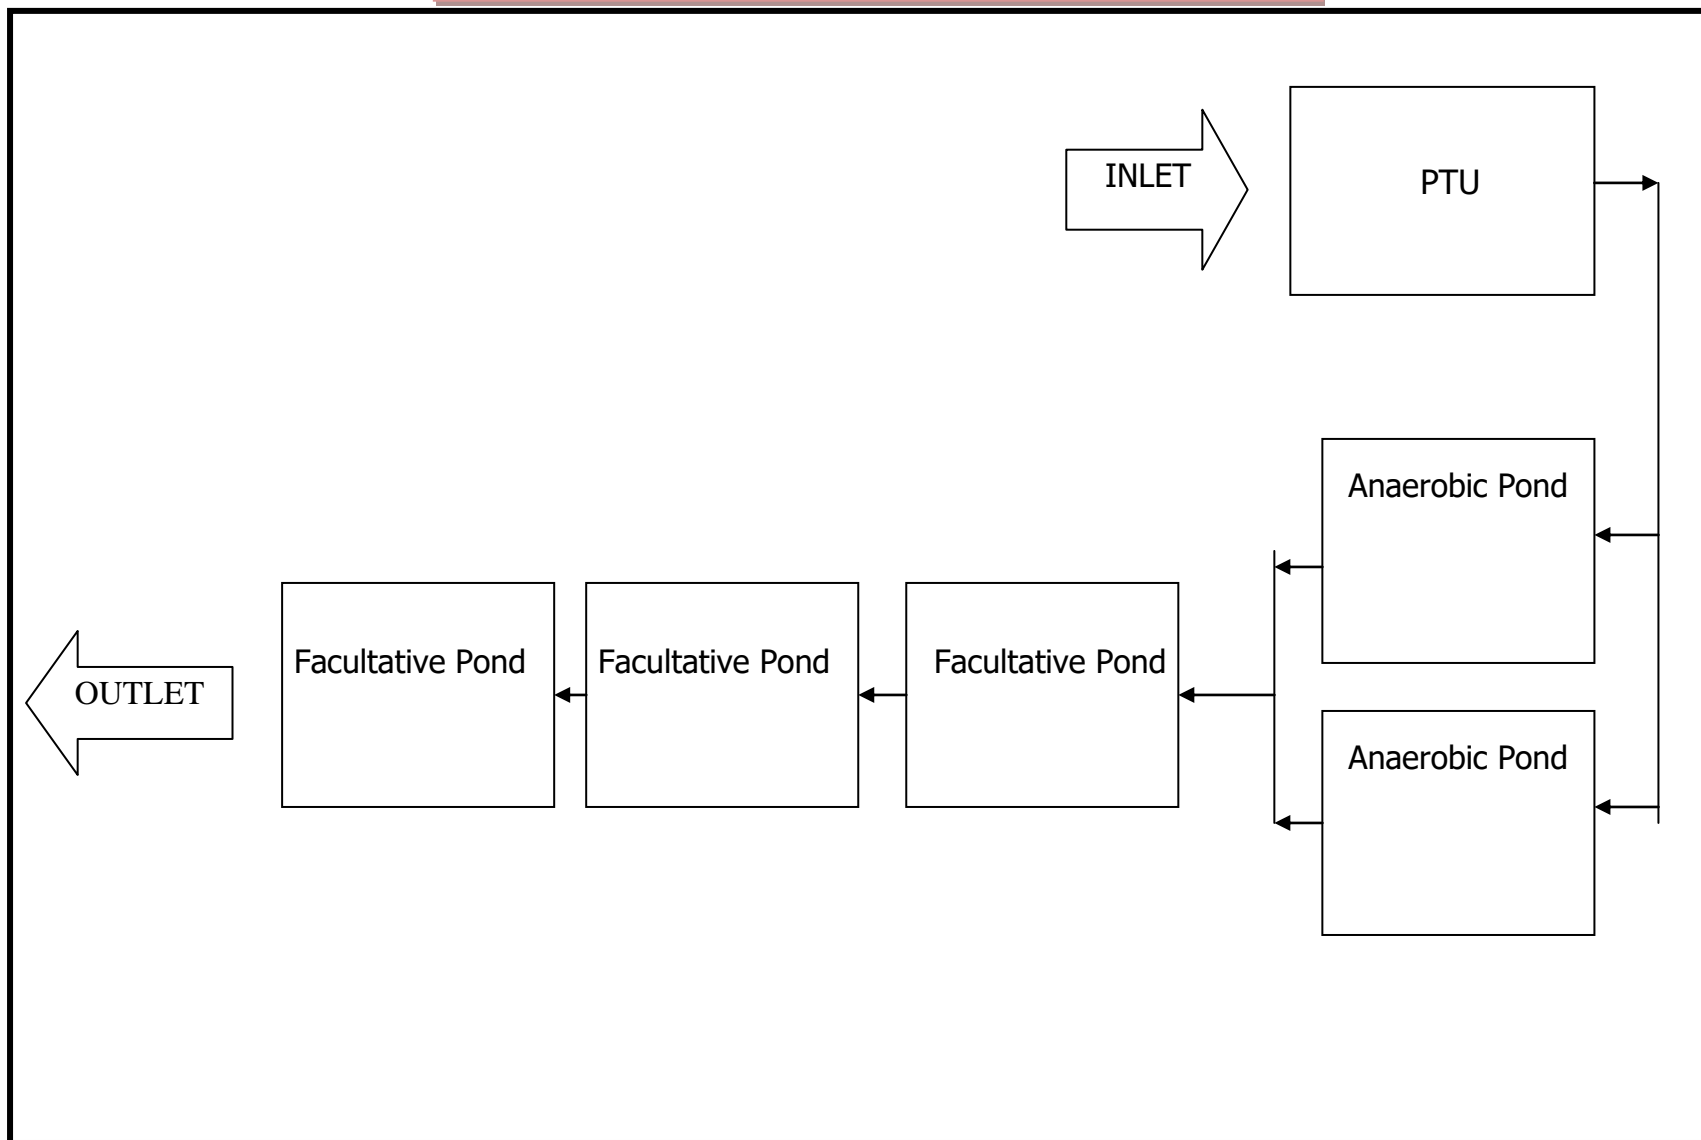 INLET
PTU
Anaerobic Pond
Facultative Pond
Facultative Pond
Facultative Pond
OUTLET
Anaerobic Pond